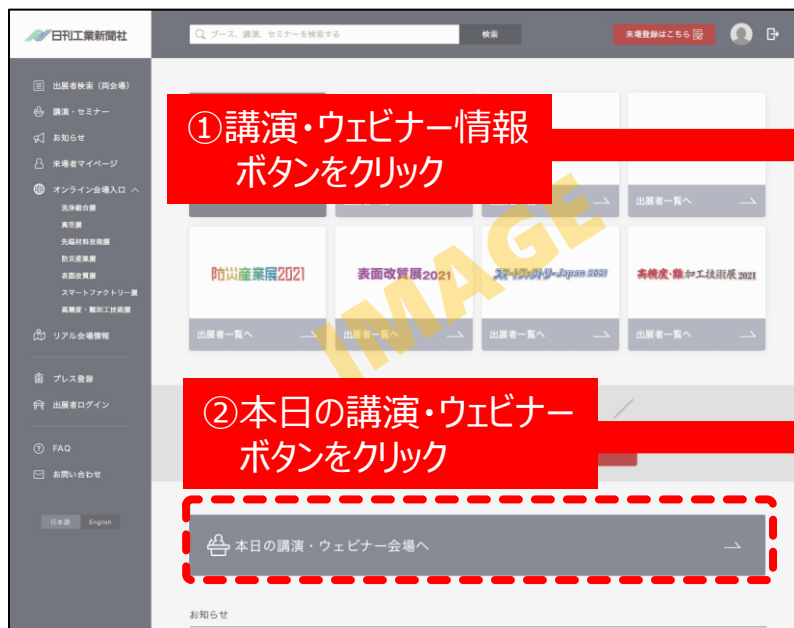 日刊工業新聞社
ブース、講演、セミナーを検索する
検索
来場登録はこちら
出展者検索（両会場）
講演・セミナー
お知らせ
来場者マイページ
オンライン会場入口
洗浄総合展
真空展
先端材料技術展
防災産業展
表面改質展
スマートファクトリー展
高精度・難加工技術展
リアル会場情報
プレス登録
出展者ログイン
FAQ
お問い合わせ
日本語 English
①講演・ウェビナー情報
ボタンをクリック
出展者一覧へ
出展者一覧へ
出展者一覧へ
防災産業展2021
表面改質展2021
スマートファクトリーJapan 2021
高精度・難加工技術展2021
出展者一覧へ
出展者一覧へ
出展者一覧へ
出展者一覧へ
IMAGE
②本日の講演・ウェビナー
ボタンをクリック
本日の講演・ウェビナー会場へ
お知らせ